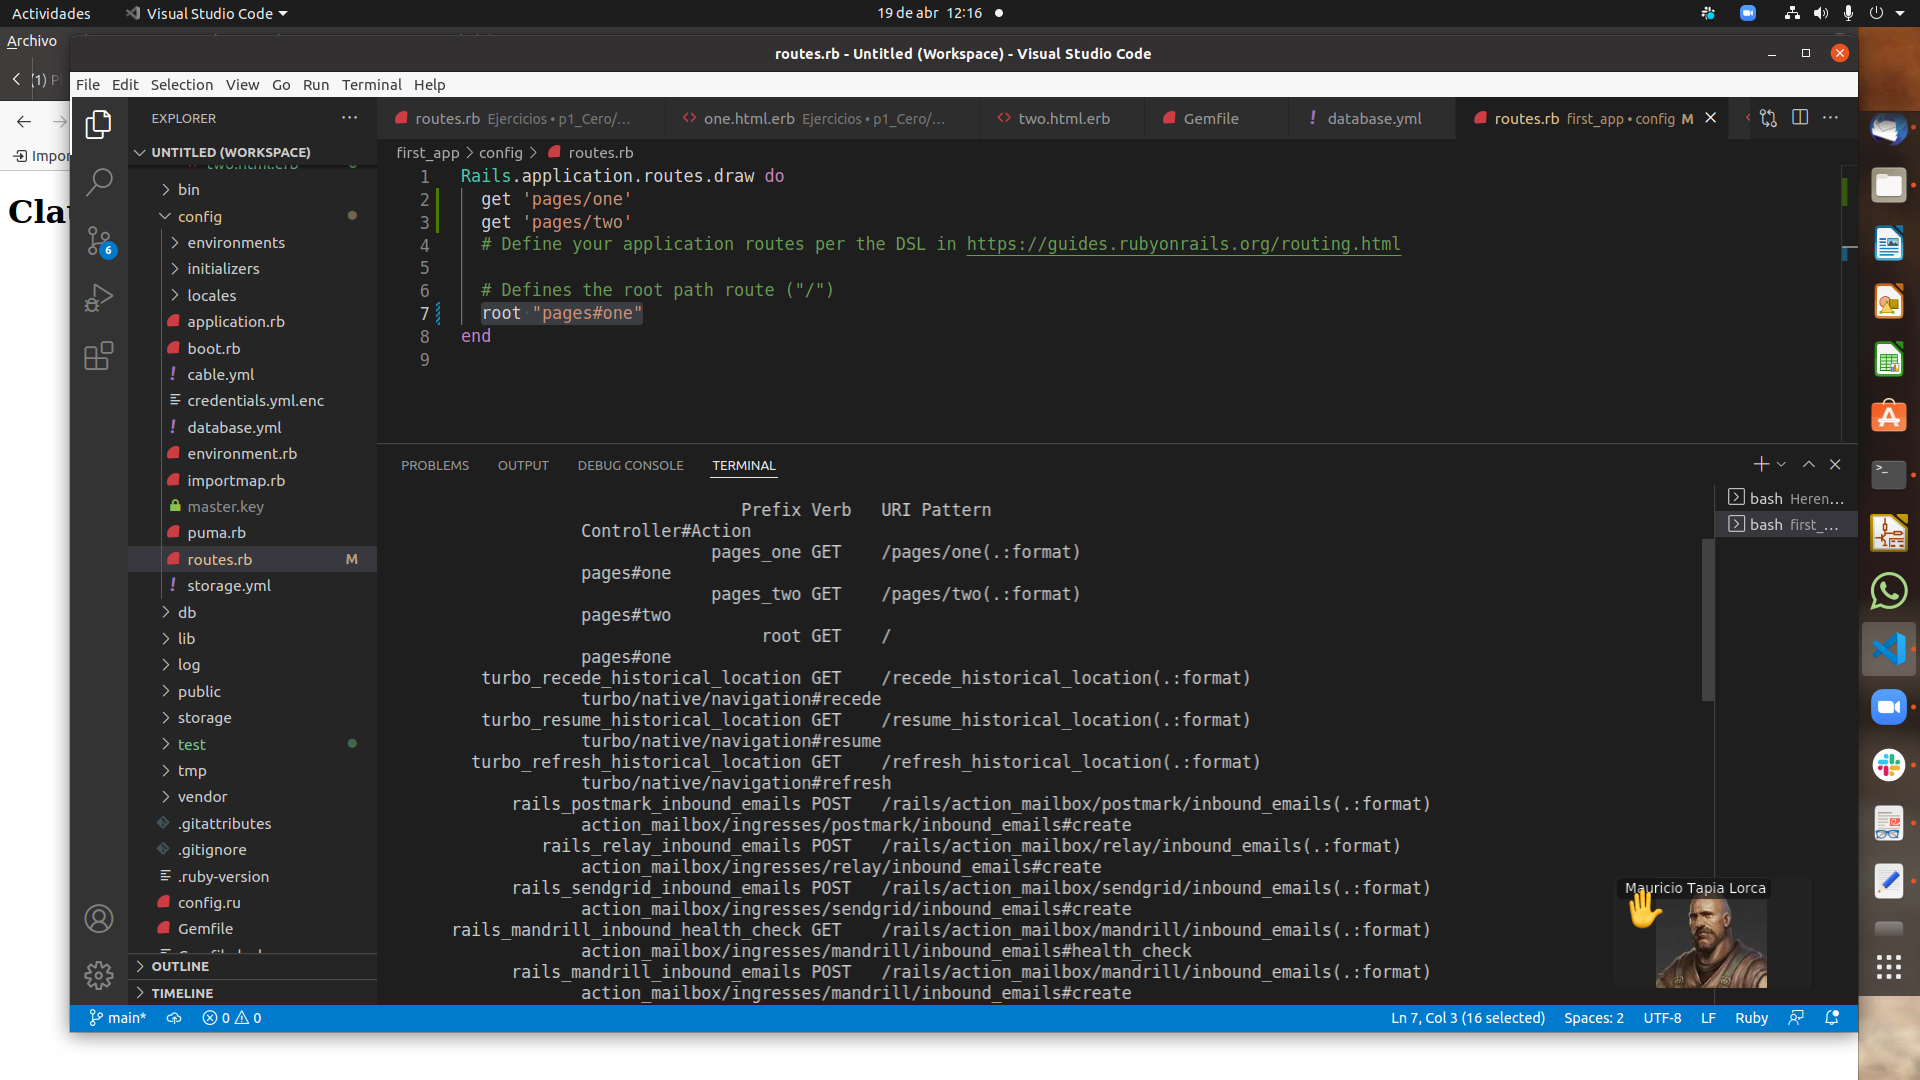 Actividades
Visual Studio Code
19 de abr 12:16
Archivo
routes.rb - Untitled (Workspace) - Visual Studio Code
(1)
File Edit Selection View Go Run Terminal Help
EXPLORER
UNTITLED (WORKSPACE)
two.html.erb
bin
config
environments
initializers
locales
application.rb
boot.rb
cable.yml
credentials.yml.enc
database.yml
environment.rb
importmap.rb
master.key
puma.rb
routes.rb M
storage.yml
db
lib
log
public
storage
test
tmp
vendor
.gitattributes
.gitignore
.ruby-version
config.ru
Gemfile
OUTLINE
TIMELINE
6
routes.rb Ejercicios • p1_Cero/...
one.html.erb Ejercicios • p1_Cero/...
two.html.erb
Gemfile
database.yml
routes.rb first_app • config M
first_app > config > routes.rb
1 Rails.application.routes.draw do
2 get 'pages/one'
3 get 'pages/two'
4 # Define your application routes per the DSL in https://guides.rubyonrails.org/routing.html
5
6 # Defines the root path route ("/")
7 root "pages#one"
8 end
9
PROBLEMS OUTPUT DEBUG CONSOLE TERMINAL
bash Heren...
bash first_...
Prefix Verb URI Pattern
Controller#Action
pages_one GET /pages/one(.:format)
pages#one
pages_two GET /pages/two(.:format)
pages#two
root GET /
pages#one
turbo_recede_historical_location GET /recede_historical_location(.:format)
turbo/native/navigation#recede
turbo_resume_historical_location GET /resume_historical_location(.:format)
turbo/native/navigation#resume
turbo_refresh_historical_location GET /refresh_historical_location(.:format)
turbo/native/navigation#refresh
rails_postmark_inbound_emails POST /rails/action_mailbox/postmark/inbound_emails(.:format)
action_mailbox/ingresses/postmark/inbound_emails#create
rails_relay_inbound_emails POST /rails/action_mailbox/relay/inbound_emails(.:format)
action_mailbox/ingresses/relay/inbound_emails#create
rails_sendgrid_inbound_emails POST /rails/action_mailbox/sendgrid/inbound_emails(.:format)
action_mailbox/ingresses/sendgrid/inbound_emails#create
rails_mandrill_inbound_health_check GET /rails/action_mailbox/mandrill/inbound_emails(.:format)
action_mailbox/ingresses/mandrill/inbound_emails#health_check
rails_mandrill_inbound_emails POST /rails/action_mailbox/mandrill/inbound_emails(.:format)
action_mailbox/ingresses/mandrill/inbound_emails#create
Mauricio Tapia Lorca
main* 0 0
Ln 7, Col 3 (16 selected) Spaces: 2 UTF-8 LF Ruby